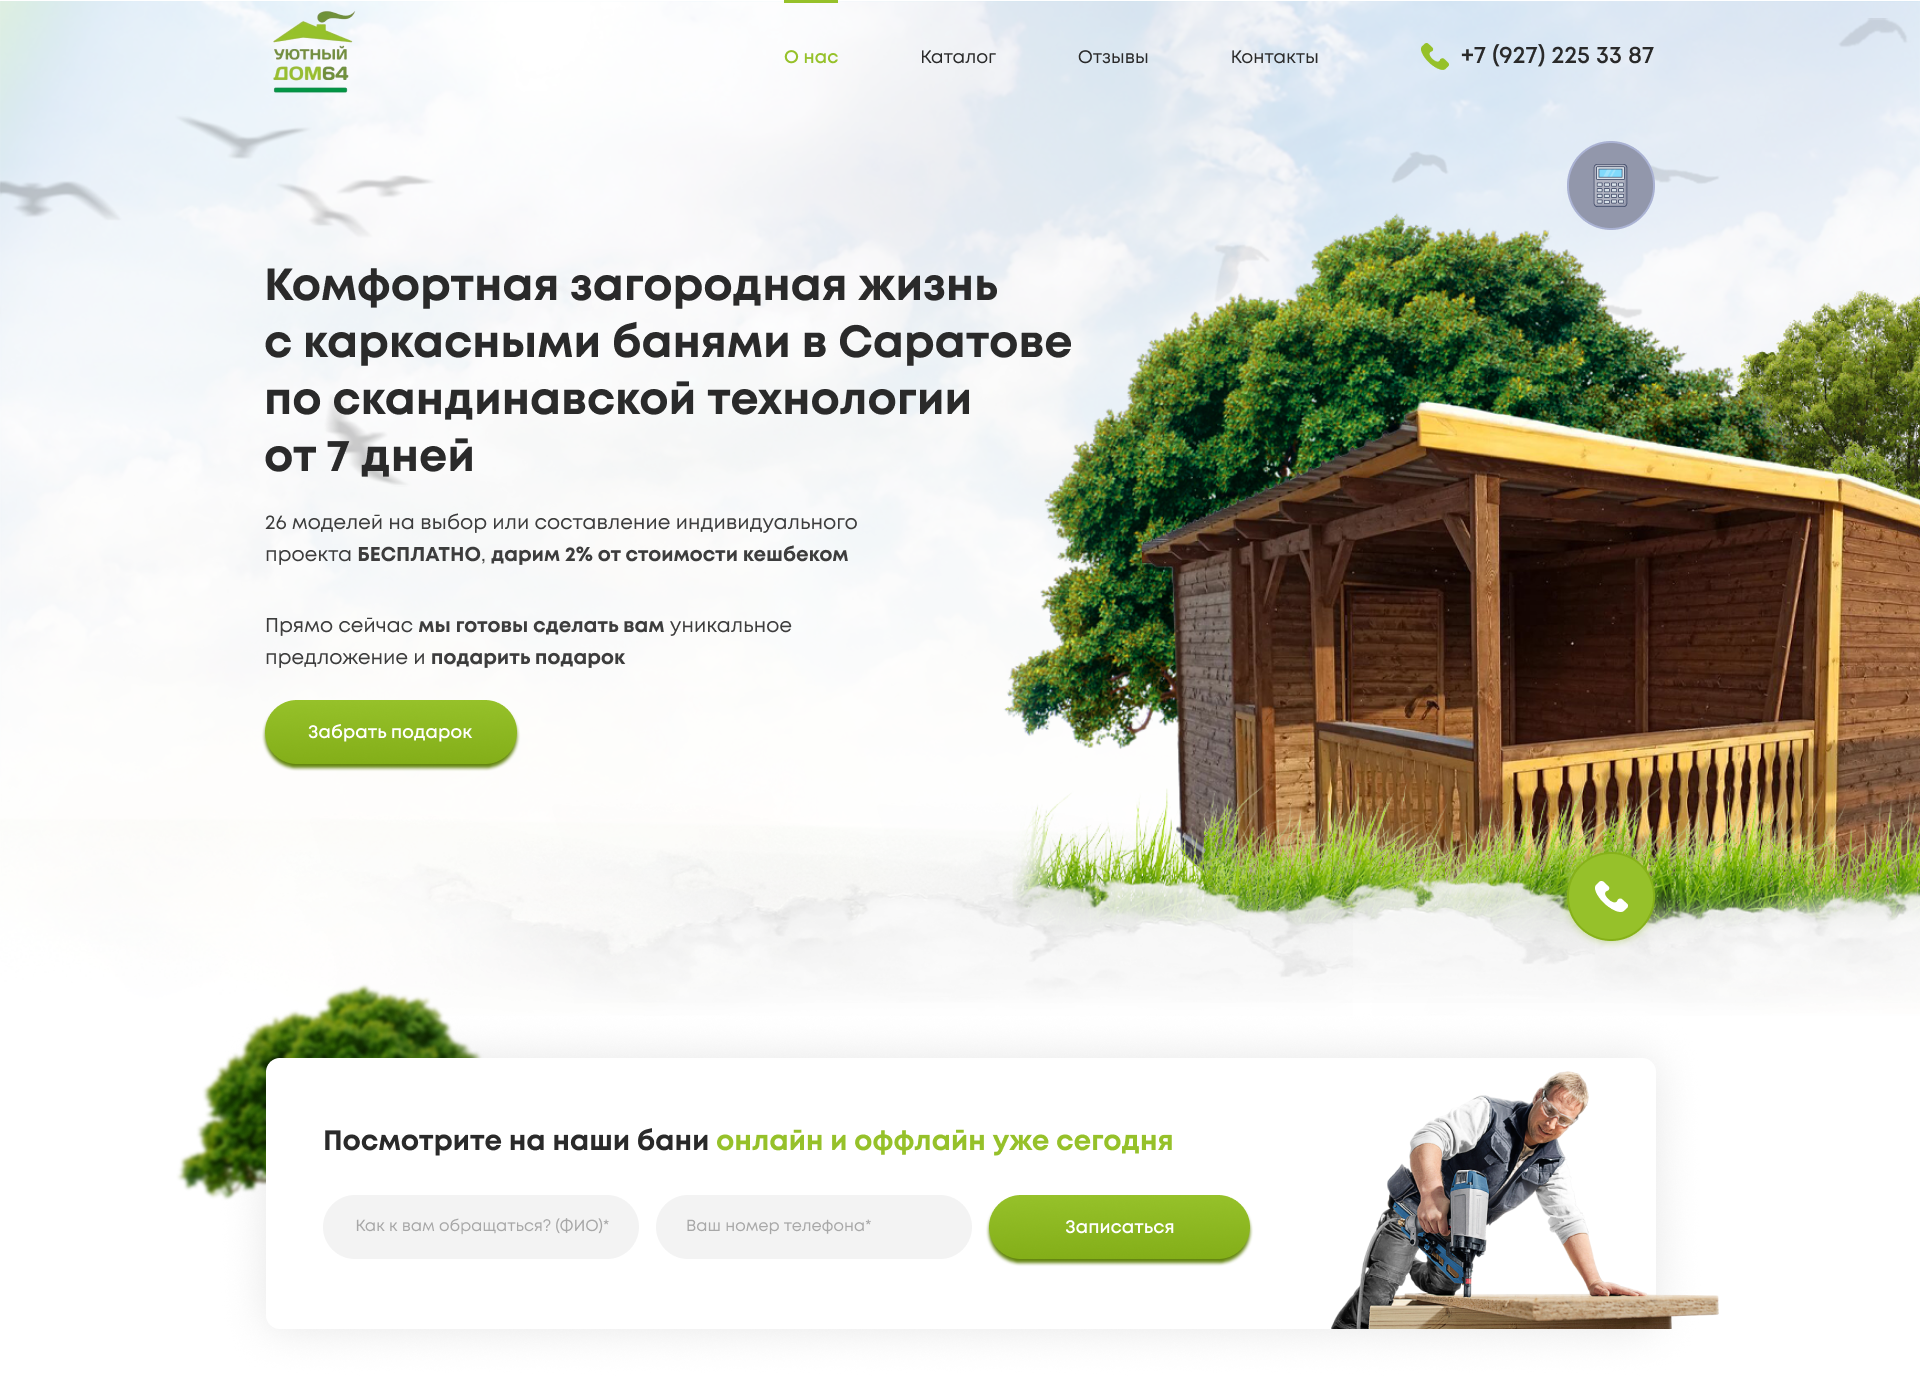 УЮТНЫЙ
ДОМ64
О нас
Каталог
Отзывы
Контакты
+7 (927) 225 33 87
Комфортная загородная жизнь
с каркасными банями в Саратове
по скандинавской технологии
от 7 дней
26 моделей на выбор или составление индивидуального
проекта БЕСПЛАТНО, дарим 2% от стоимости кешбеком
Прямо сейчас мы готовы сделать вам уникальное
предложение и подарить подарок
Забрать подарок
Посмотрите на наши бани онлайн и оффлайн уже сегодня
Как к вам обращаться? (ФИО)*
Ваш номер телефона*
Записаться